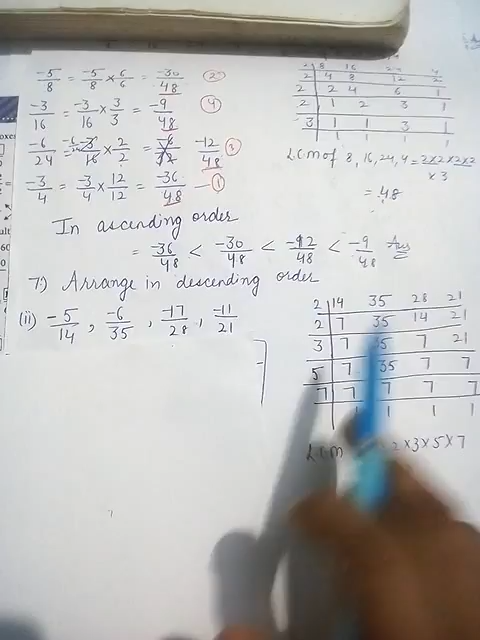 -5/8 = -5/8 × 6/6 = -30/48 ②
-3/16 = -3/16 × 3/3 = -9/48 ④
-6/24 × 2/2 -12/48 ③
-3/4 = -3/4 × 12/12 = -36/48 — ①
2 8 16 24 4
2 4 8 12 2
2 2 4 6 1
2 1 2 3 1
3 1 1 3 1
1 1 1 1
L.C.M of 8, 16, 24, 4 = 2×2×2×2
× 3
= 48
In ascending order
= -36/48 < -30/48 < -12/48 < -9/48 Ans
7) Arrange in descending order
(ii) -5/14, -6/35, -17/28, -11/21
2 14 35 28 21
2 7 35 14 21
3 7 35 7 21
5 7 35 7 7
7 7 7 7 7
1 1 1
L.C.M 2×3×5×7